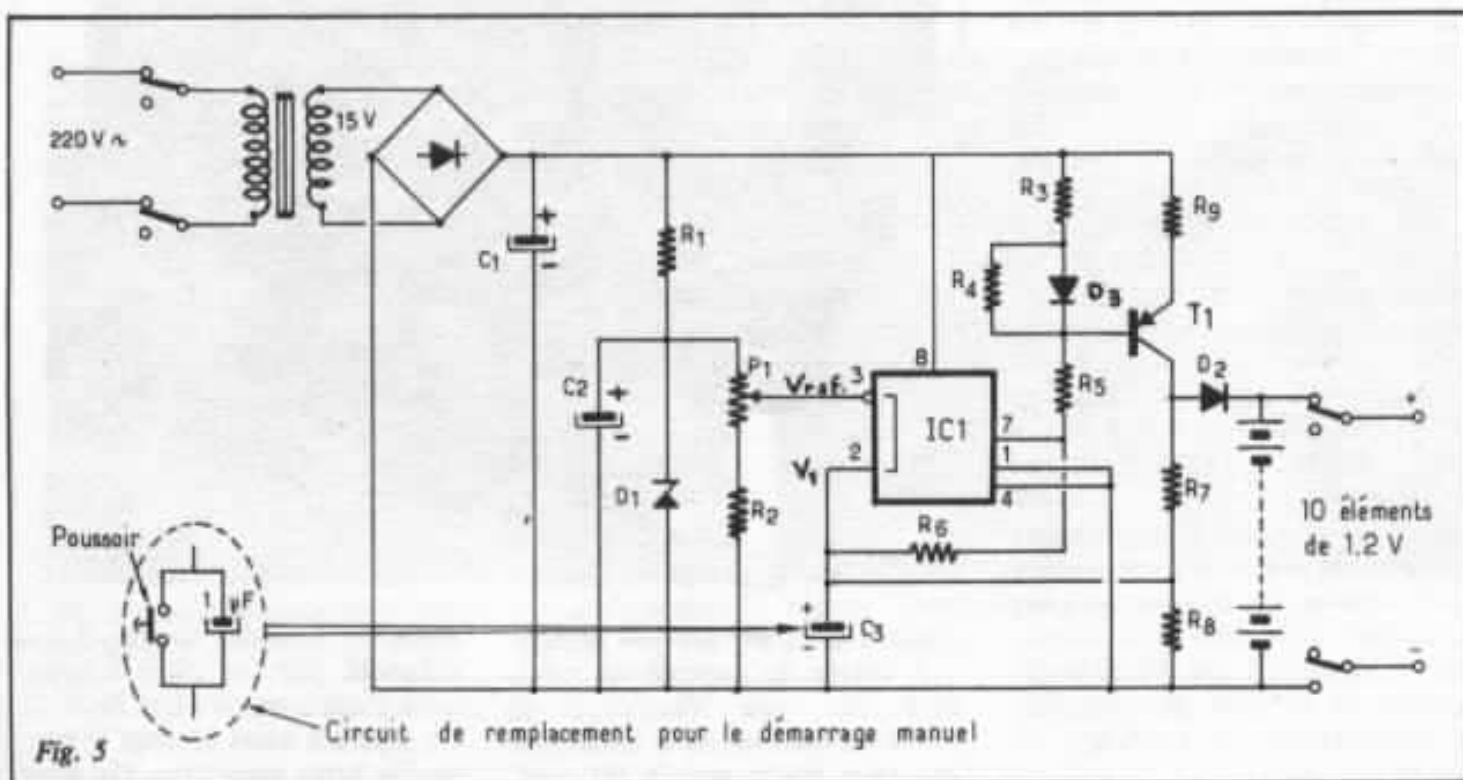 220 V ~
15 V
C1
+
-
R1
C2
+
-
D1
P1
R2
Vref.
3
8
2
V1
IC1
7
1
4
R3
R4
D3
R5
R6
R9
T1
D2
R7
R8
C3
+
-
+
-
10 éléments
de 1,2 V
Poussoir
1 µF
Circuit de remplacement pour le démarrage manuel
Fig. 5